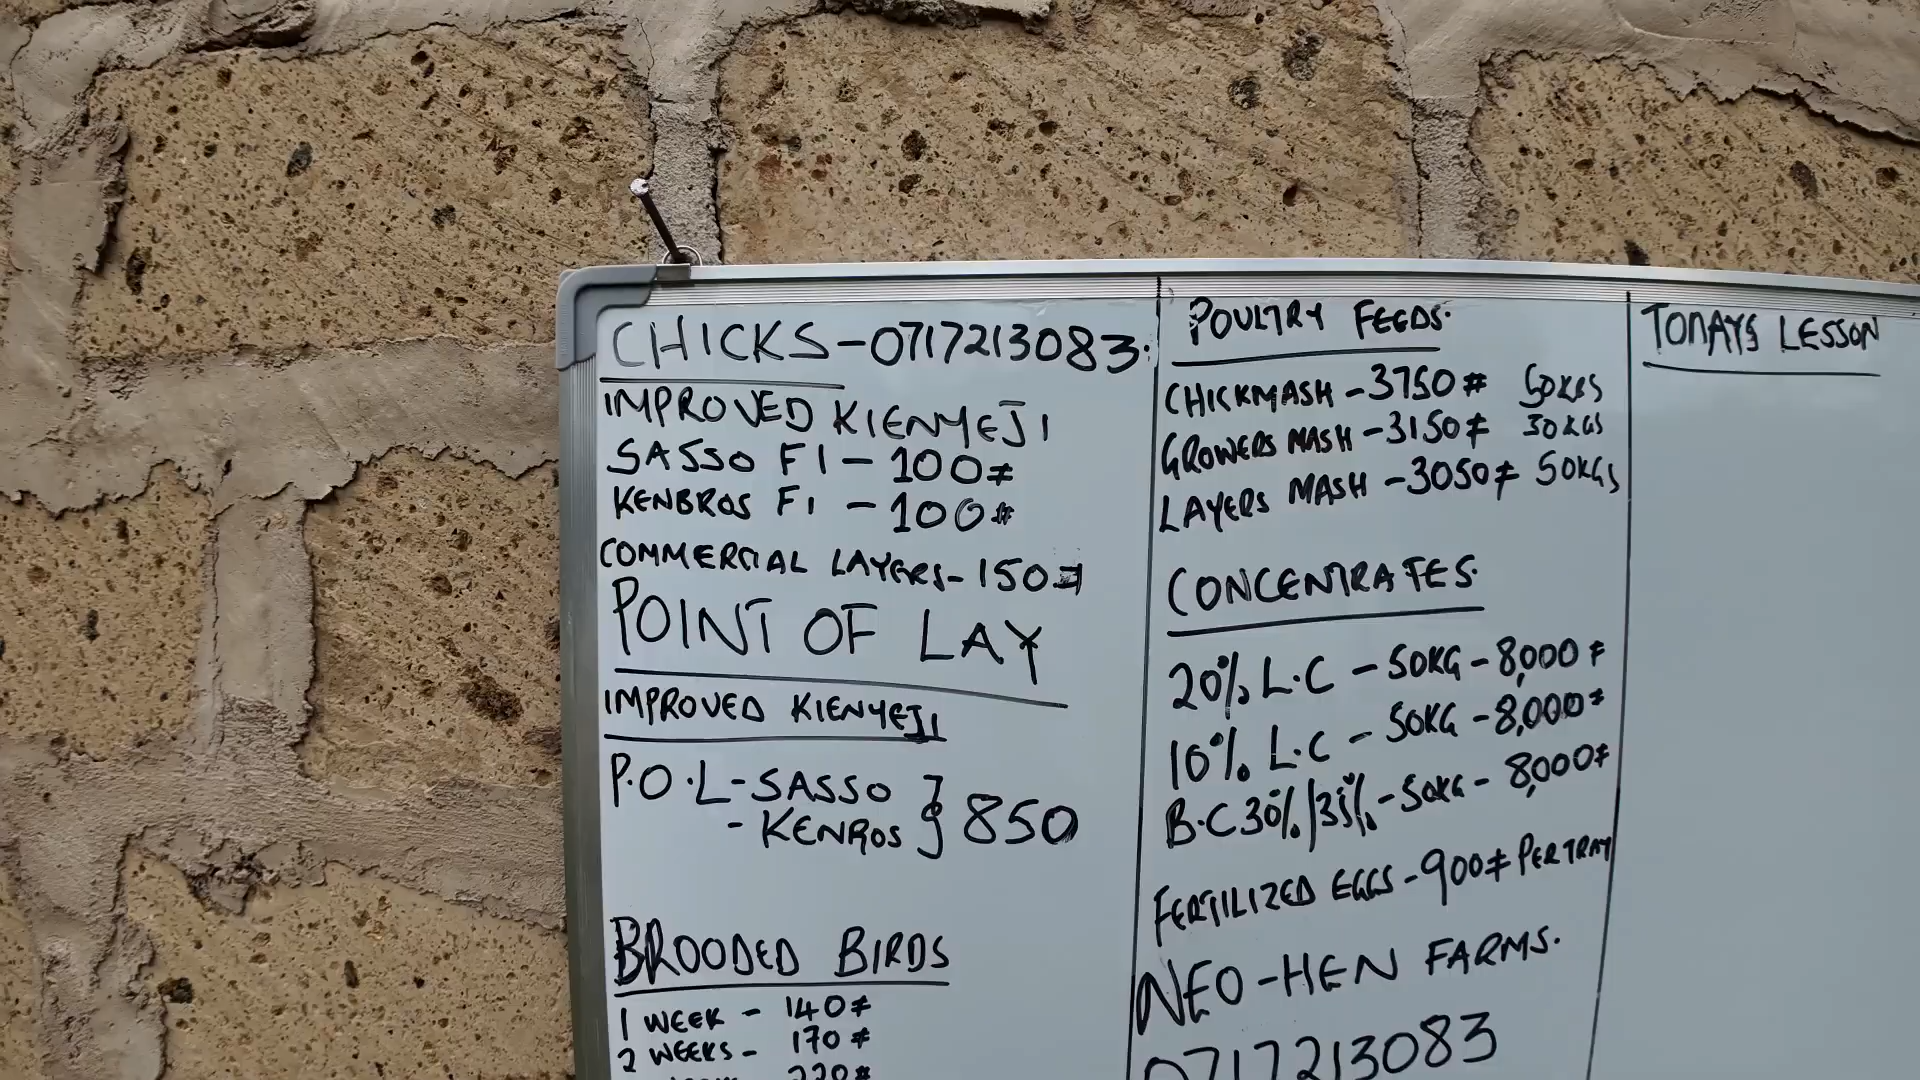 CHICKS-0717213083.
IMPROVED KIENYEJI
SASSO F1 - 100≠
KENBROS F1 - 100#
COMMERCIAL LAYERS - 150≠
POINT OF LAY
IMPROVED KIENYEJI
P.O.L - SASSO } 850
- KENROS
BROODED BIRDS
1 WEEK - 140≠
2 WEEKS - 170≠
220#
POULTRY FEEDS.
CHICKMASH - 3750# 50KGS
GROWERS MASH - 3150≠ 50KGS
LAYERS MASH - 3050≠ 50KGS
CONCENTRATES.
20% L.C - 50KG - 8,000≠
10% L.C - 50KG - 8,000≠
B.C 30%/35% - 50KG - 8,000≠
FERTILIZED EGGS - 900≠ PER TRAY
NEO-HEN FARMS.
0717213083
TODAYS LESSON